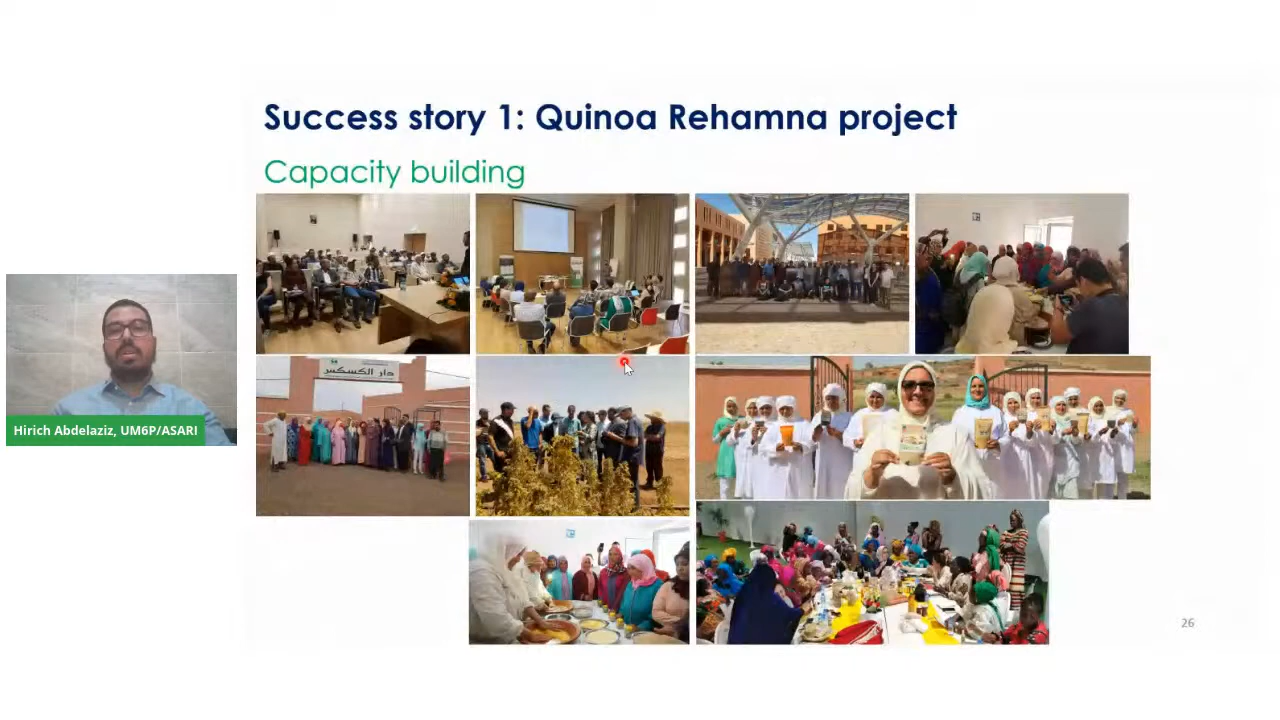 Success story 1: Quinoa Rehamna project
Capacity building
دار الكسكس
Hirich Abdelaziz, UM6P/ASARI
26